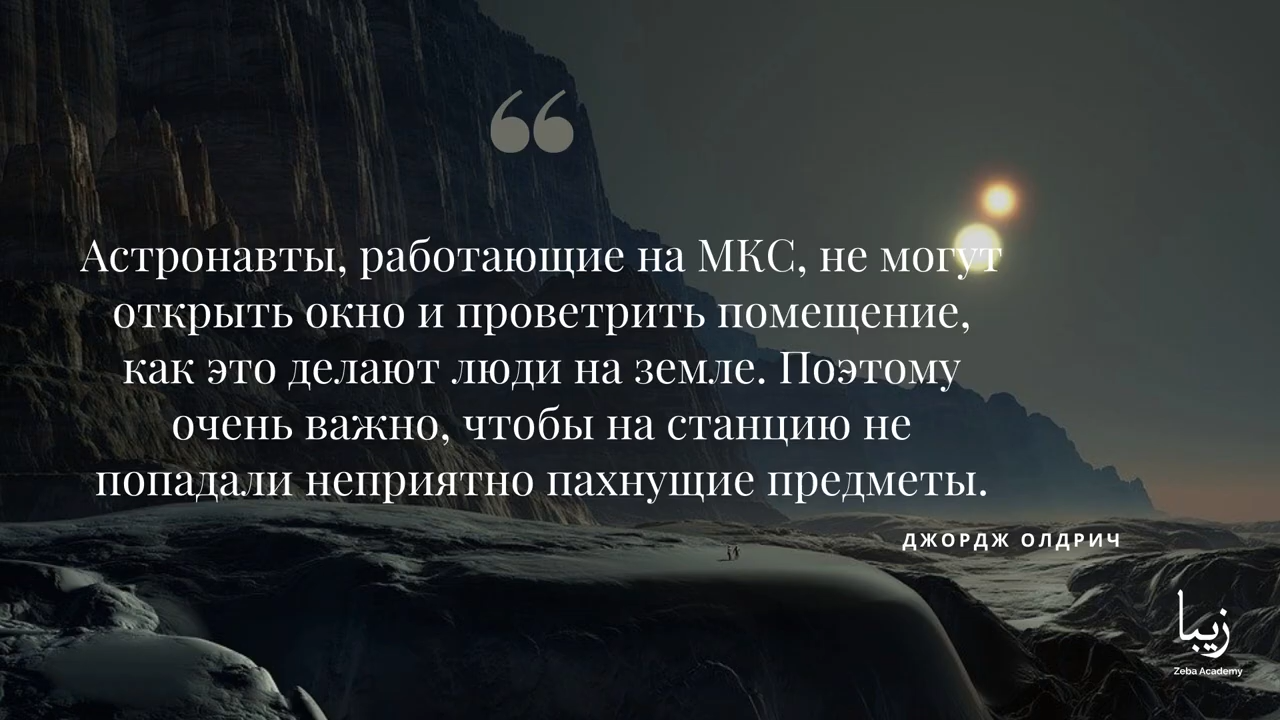 “
Астронавты, работающие на МКС, не могут
открыть окно и проветрить помещение,
как это делают люди на земле. Поэтому
очень важно, чтобы на станцию не
попадали неприятно пахнущие предметы.
ДЖОРДЖ ОЛДРИЧ
زیبا
Zeba Academy